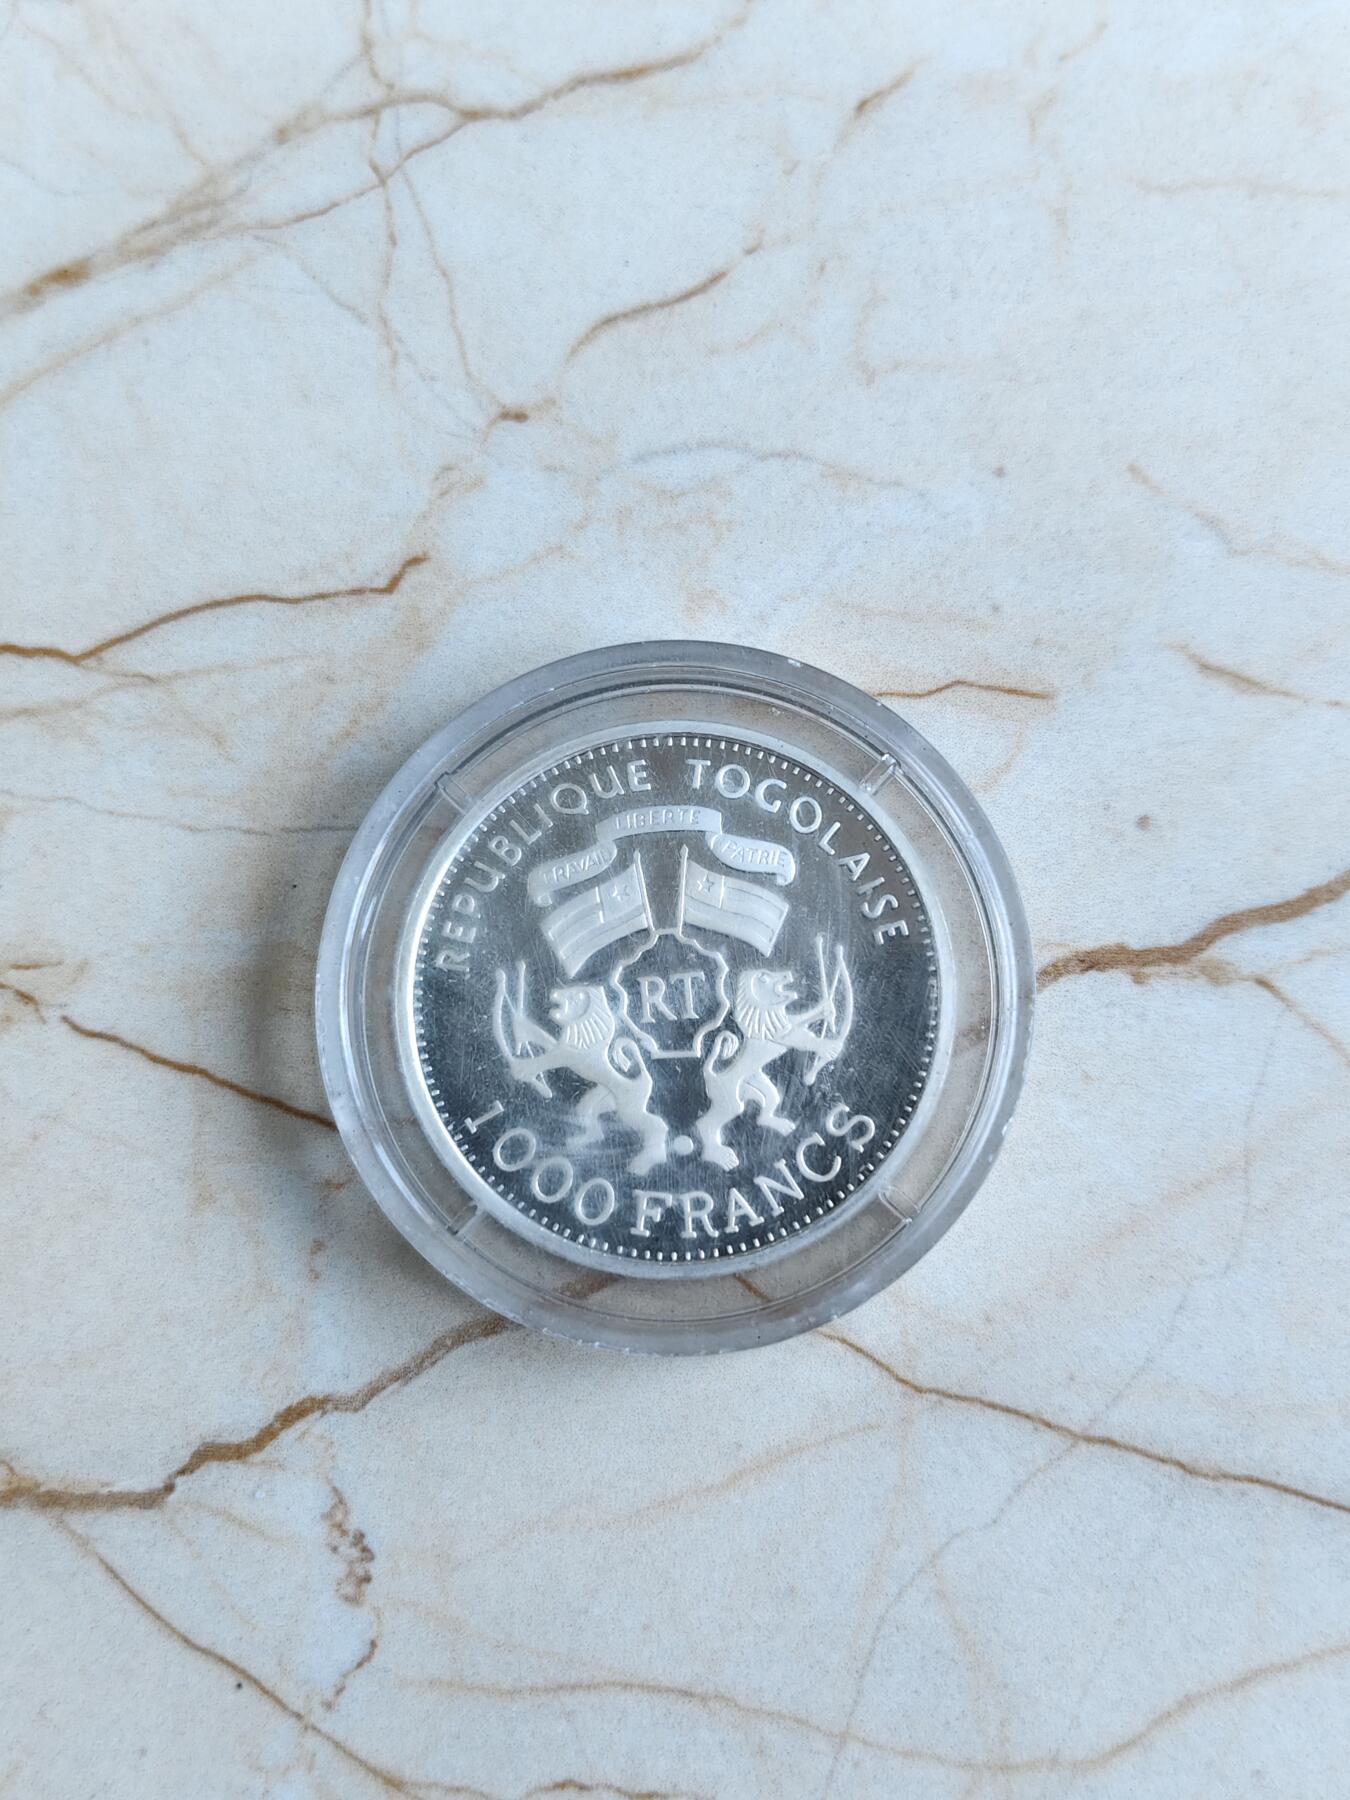 REPUBLIQUE TOGOLAISE
LIBERTE
TRAVAIL PATRIE
RT
1000 FRANCS